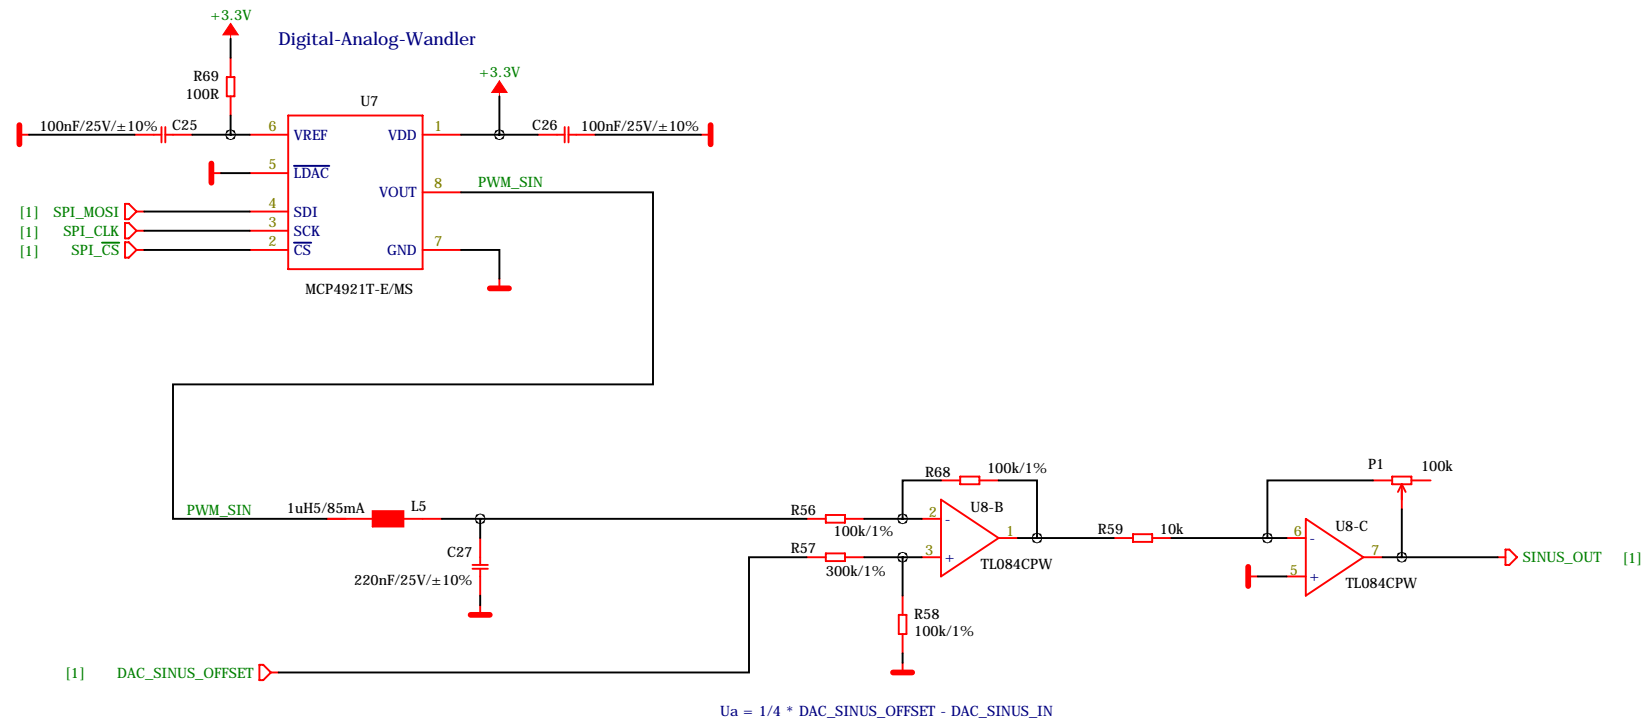 +3.3V
Digital-Analog-Wandler
R69
100R
+3.3V
U7
100nF/25V/±10% C25
6 VREF
VDD 1
C26 100nF/25V/±10%
5 LDAC
VOUT 8
PWM_SIN
[1] SPI_MOSI 4 SDI
[1] SPI_CLK 3 SCK
[1] SPI_CS 2 CS
GND 7
MCP4921T-E/MS
PWM_SIN
1uH5/85mA L5
C27
220nF/25V/±10%
R56
100k/1%
R57
300k/1%
R68 100k/1%
U8-B
2 -
1
3 +
TL084CPW
R58
100k/1%
R59 10k
P1 100k
U8-C
6 -
7
5 +
TL084CPW
SINUS_OUT [1]
[1] DAC_SINUS_OFFSET
Ua = 1/4 * DAC_SINUS_OFFSET - DAC_SINUS_IN